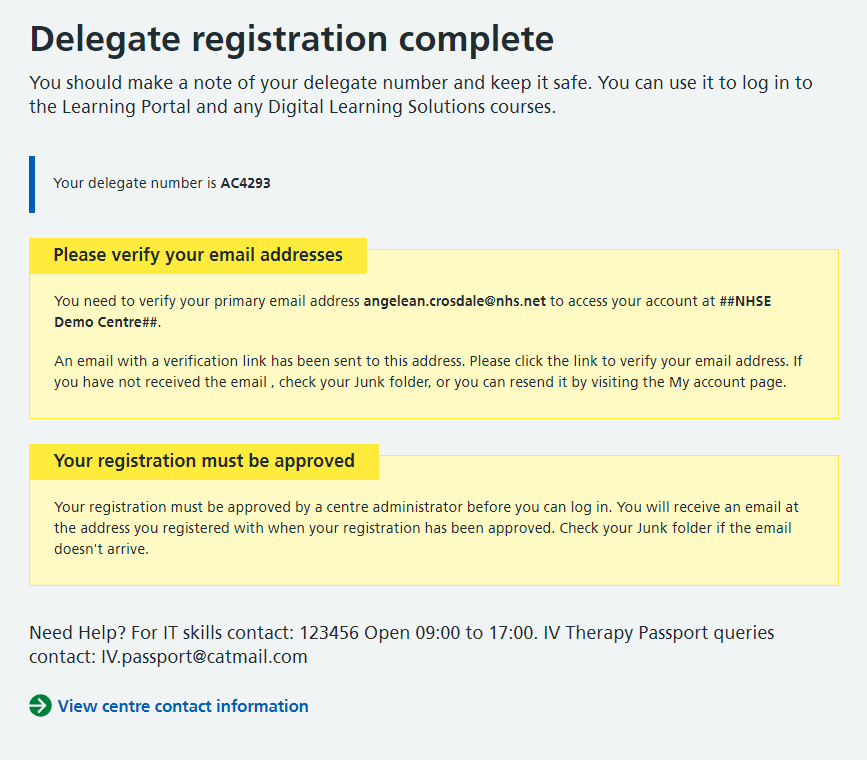 Delegate registration complete
You should make a note of your delegate number and keep it safe. You can use it to log in to
the Learning Portal and any Digital Learning Solutions courses.
Your delegate number is AC4293
Please verify your email addresses
You need to verify your primary email address angelean.crosdale@nhs.net to access your account at ##NHSE
Demo Centre##.
An email with a verification link has been sent to this address. Please click the link to verify your email address. If
you have not received the email , check your Junk folder, or you can resend it by visiting the My account page.
Your registration must be approved
Your registration must be approved by a centre administrator before you can log in. You will receive an email at
the address you registered with when your registration has been approved. Check your Junk folder if the email
doesn't arrive.
Need Help? For IT skills contact: 123456 Open 09:00 to 17:00. IV Therapy Passport queries
contact: IV.passport@catmail.com
View centre contact information